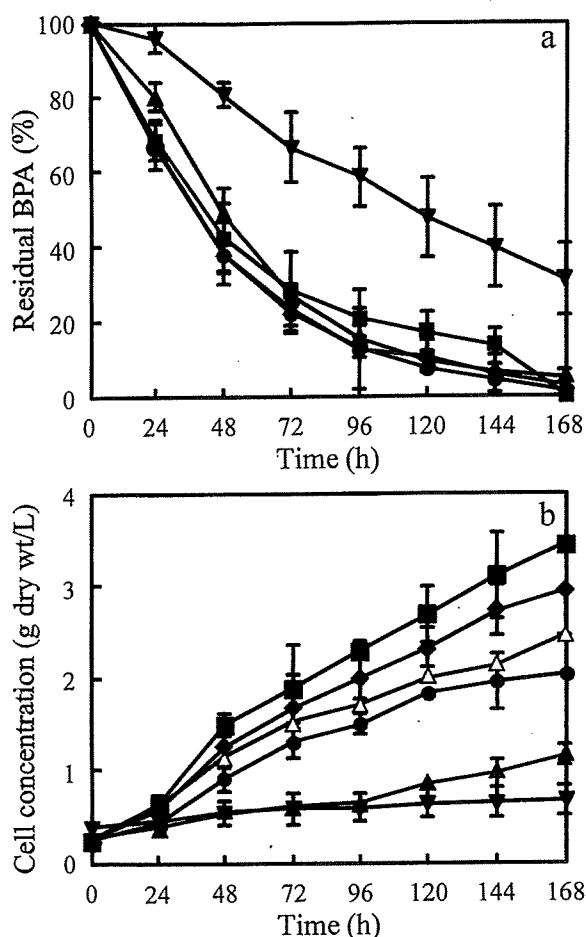 a
Residual BPA (%)
100
80
60
40
20
0
0 24 48 72 96 120 144 168
Time (h)
b
Cell concentration (g dry wt/L)
4
3
2
1
0
0 24 48 72 96 120 144 168
Time (h)